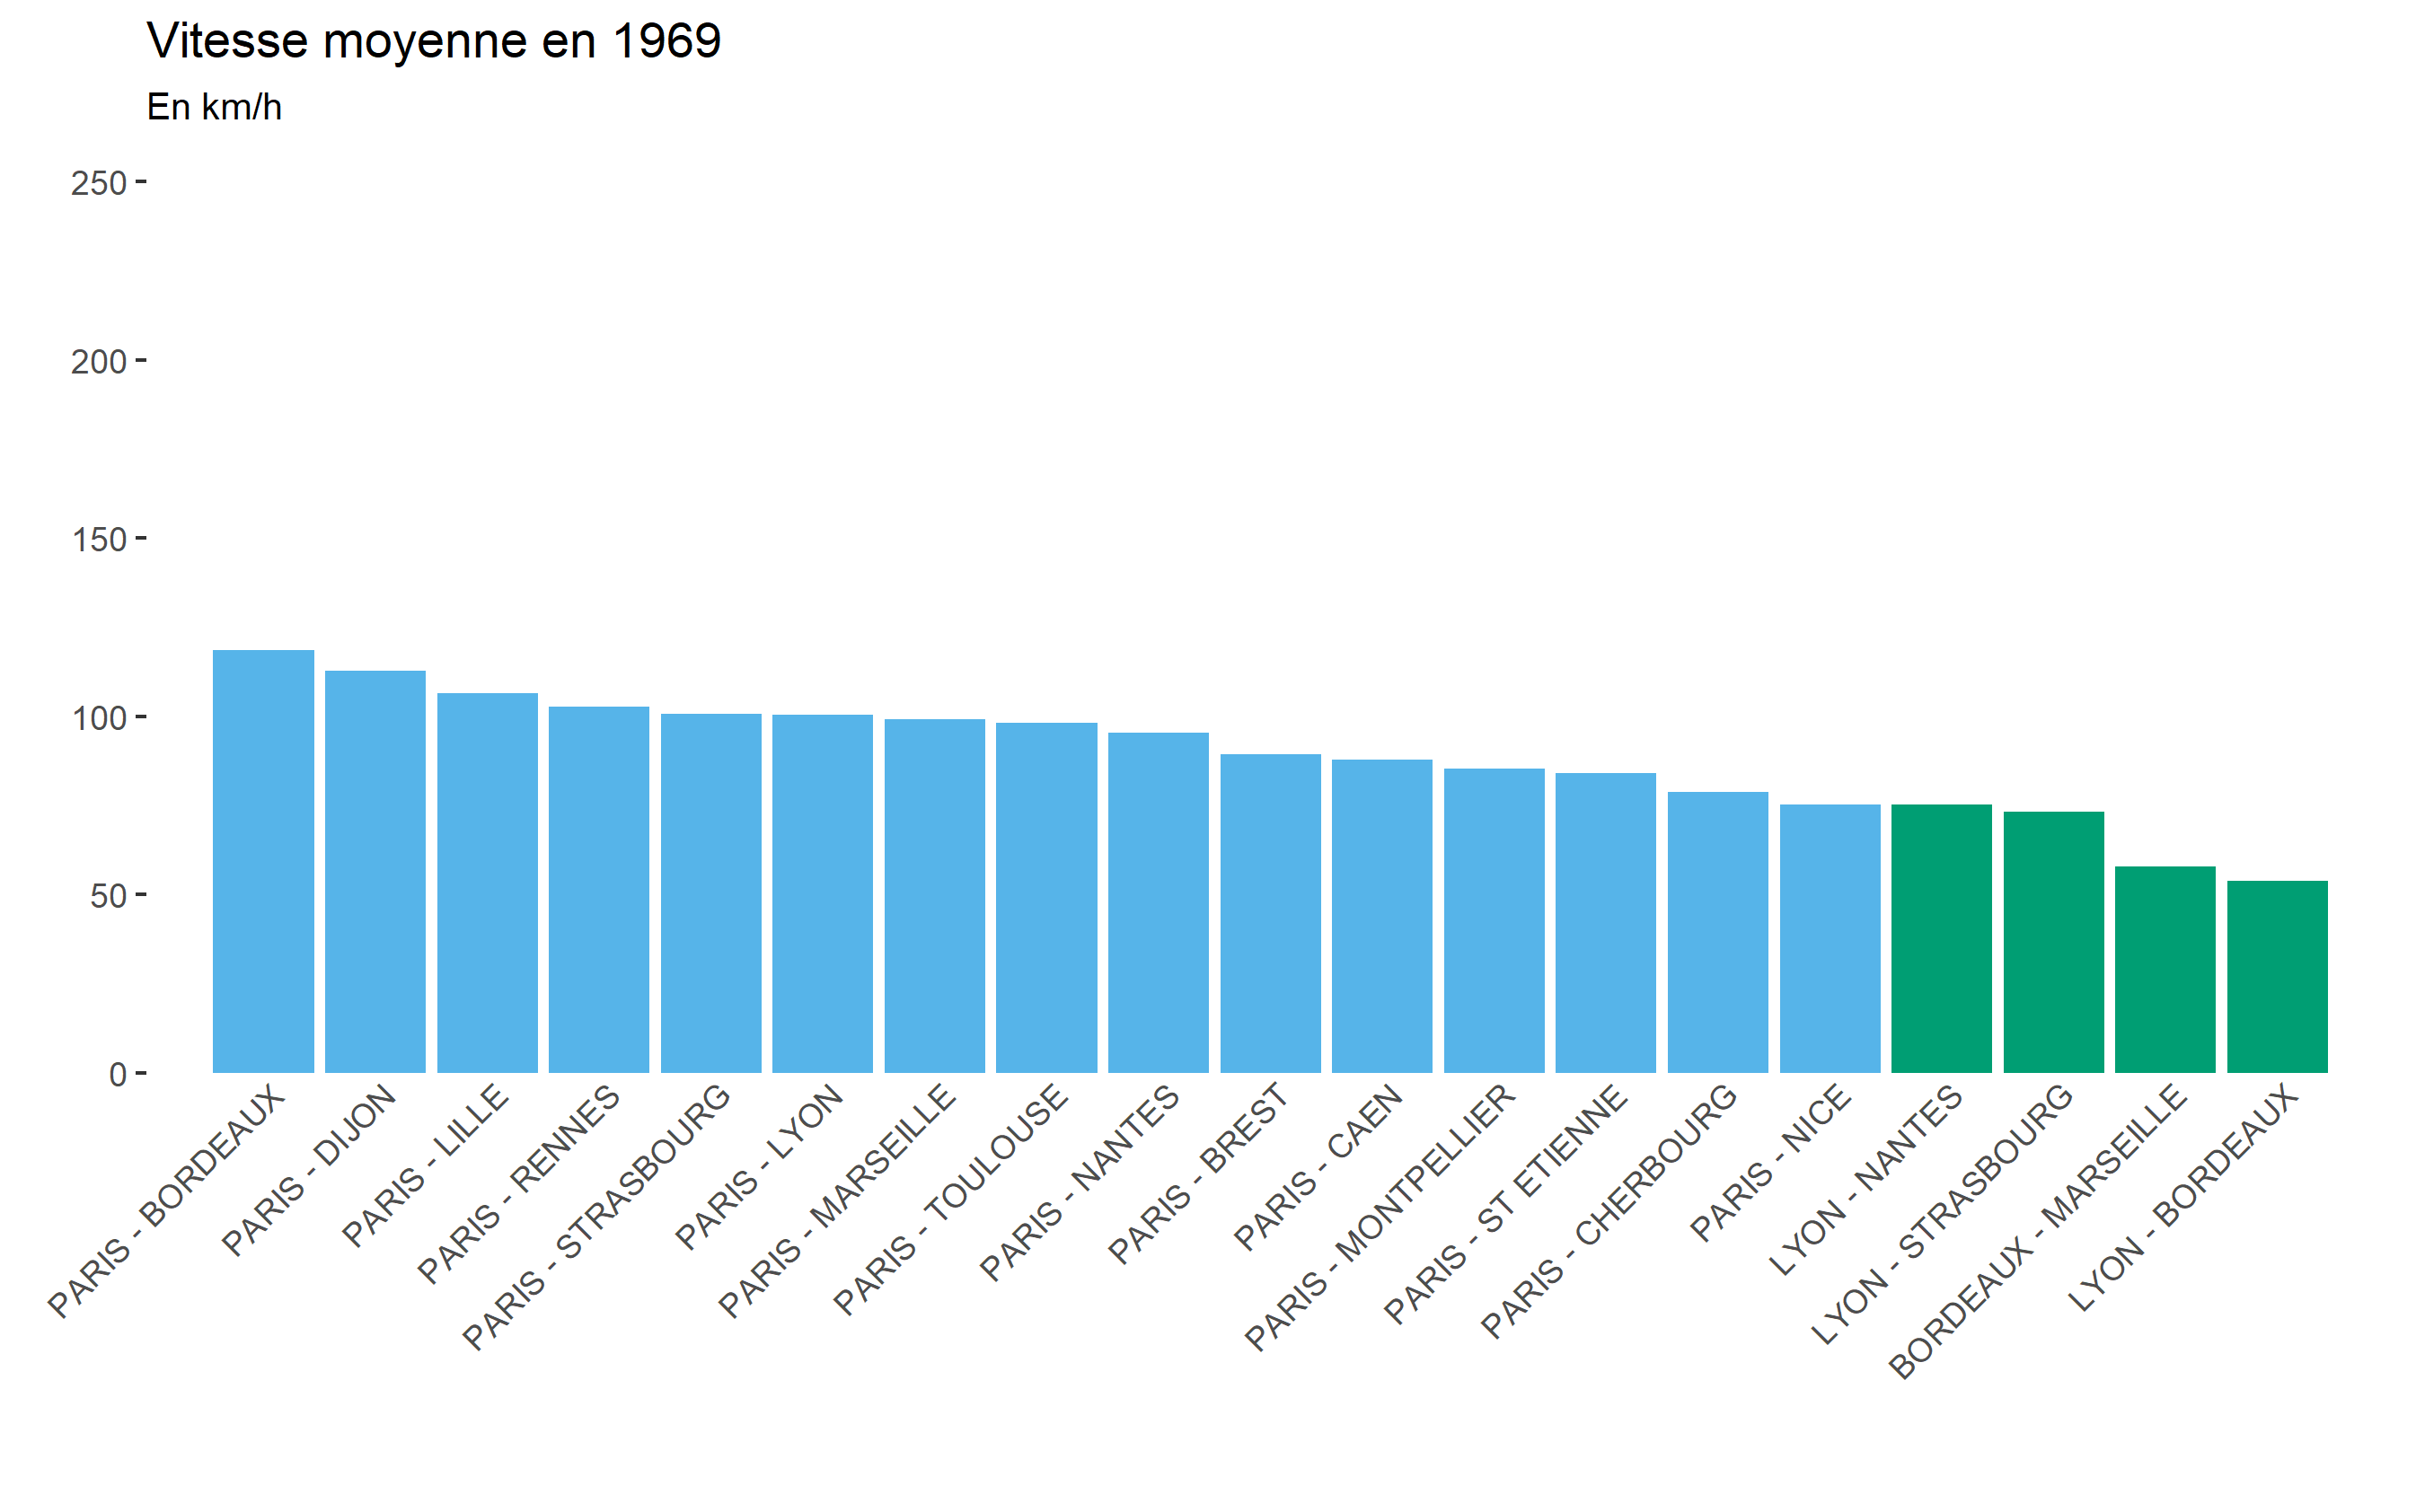 Vitesse moyenne en 1969
En km/h
250
200
150
100
50
0
PARIS - BORDEAUX
PARIS - DIJON
PARIS - LILLE
PARIS - RENNES
PARIS - STRASBOURG
PARIS - LYON
PARIS - MARSEILLE
PARIS - TOULOUSE
PARIS - NANTES
PARIS - BREST
PARIS - CAEN
PARIS - MONTPELLIER
PARIS - ST ETIENNE
PARIS - CHERBOURG
PARIS - NICE
LYON - NANTES
LYON - STRASBOURG
BORDEAUX - MARSEILLE
LYON - BORDEAUX